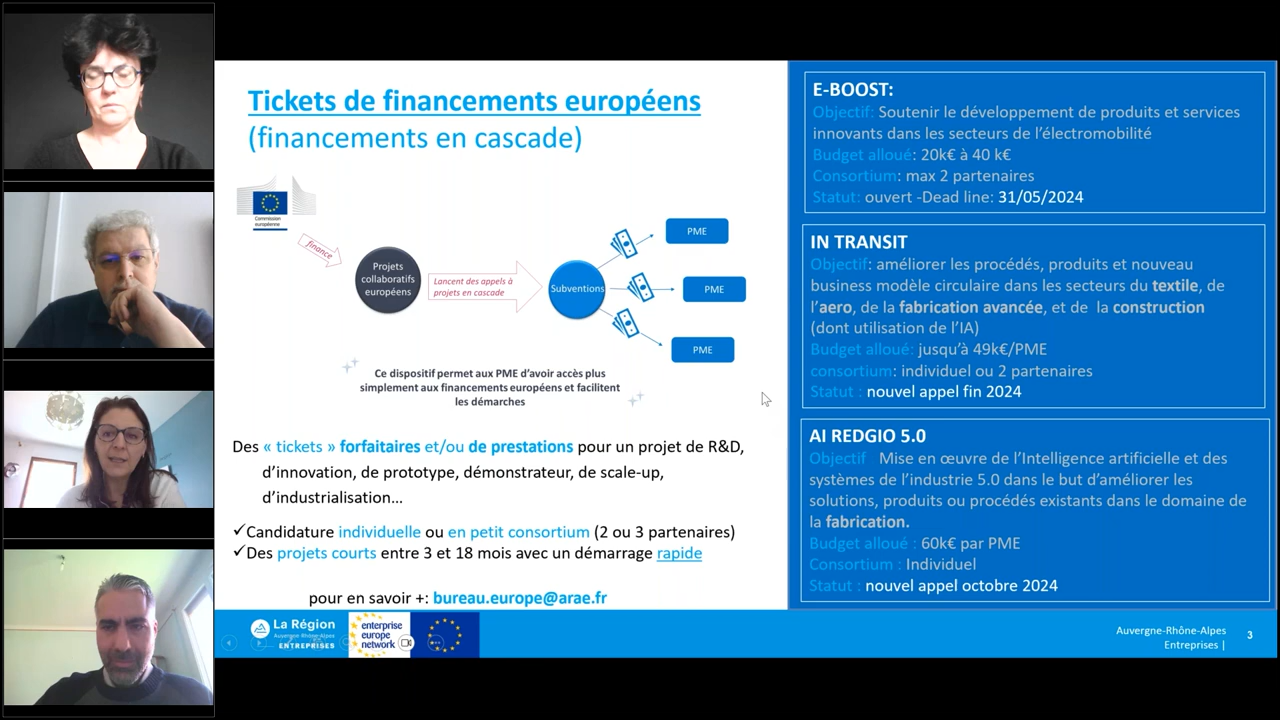 Tickets de financements européens
(financements en cascade)
Commission
européenne
finance
Projets
collaboratifs
européens
Lancent des appels à
projets en cascade
Subventions
PME
PME
PME
Ce dispositif permet aux PME d'avoir accès plus
simplement aux financements européens et facilitent
les démarches
Des « tickets » forfaitaires et/ou de prestations pour un projet de R&D,
d'innovation, de prototype, démonstrateur, de scale-up,
d'industrialisation...
✓Candidature individuelle ou en petit consortium (2 ou 3 partenaires)
✓Des projets courts entre 3 et 18 mois avec un démarrage rapide
pour en savoir +: bureau.europe@arae.fr
E-BOOST:
Objectif: Soutenir le développement de produits et services
innovants dans les secteurs de l'électromobilité
Budget alloué: 20k€ à 40 k€
Consortium: max 2 partenaires
Statut: ouvert -Dead line: 31/05/2024
IN TRANSIT
Objectif: améliorer les procédés, produits et nouveau
business modèle circulaire dans les secteurs du textile, de
l'aero, de la fabrication avancée, et de la construction
(dont utilisation de l'IA)
Budget alloué: jusqu'à 49k€/PME
consortium: individuel ou 2 partenaires
Statut : nouvel appel fin 2024
AI REDGIO 5.0
Objectif Mise en œuvre de l'Intelligence artificielle et des
systèmes de l'industrie 5.0 dans le but d'améliorer les
solutions, produits ou procédés existants dans le domaine de
la fabrication.
Budget alloué : 60k€ par PME
Consortium : Individuel
Statut : nouvel appel octobre 2024
La Région
Auvergne-Rhône-Alpes
ENTREPRISES
enterprise
europe
network
Auvergne-Rhône-Alpes
Entreprises |
3